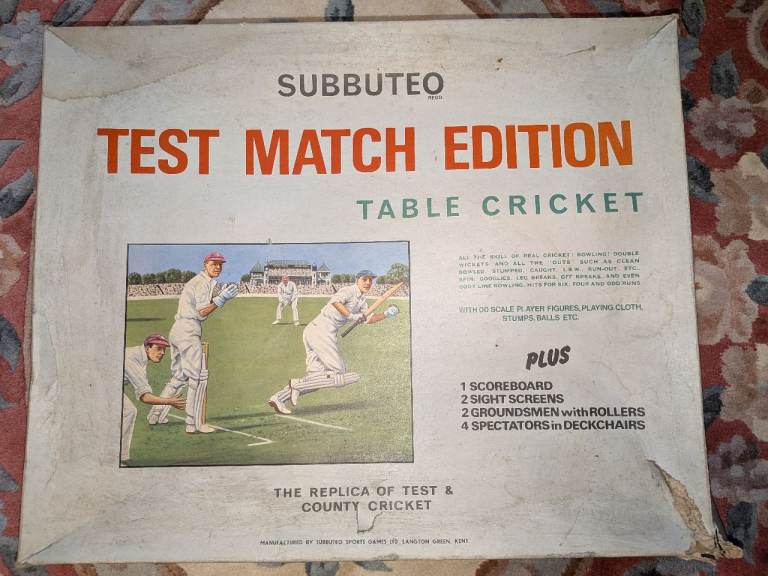 SUBBUTEO
REGD.
TEST MATCH EDITION
TABLE CRICKET
ALL THE SKILL OF REAL CRICKET! BOWLING! DOUBLE
WICKETS AND ALL THE "OUTS" SUCH AS CLEAN
BOWLED, STUMPED, CAUGHT, L.B.W., RUN-OUT, ETC.,
SPIN, GOOGLIES, LEG BREAKS, OFF BREAKS, AND EVEN
BODY LINE BOWLING, HITS FOR SIX, FOUR AND ODD RUNS
WITH OO SCALE PLAYER FIGURES, PLAYING CLOTH,
STUMPS, BALLS ETC.
PLUS
1 SCOREBOARD
2 SIGHT SCREENS
2 GROUNDSMEN with ROLLERS
4 SPECTATORS in DECKCHAIRS
THE REPLICA OF TEST &
COUNTY CRICKET
MANUFACTURED BY SUBBUTEO SPORTS GAMES LTD, LANGTON GREEN, KENT.